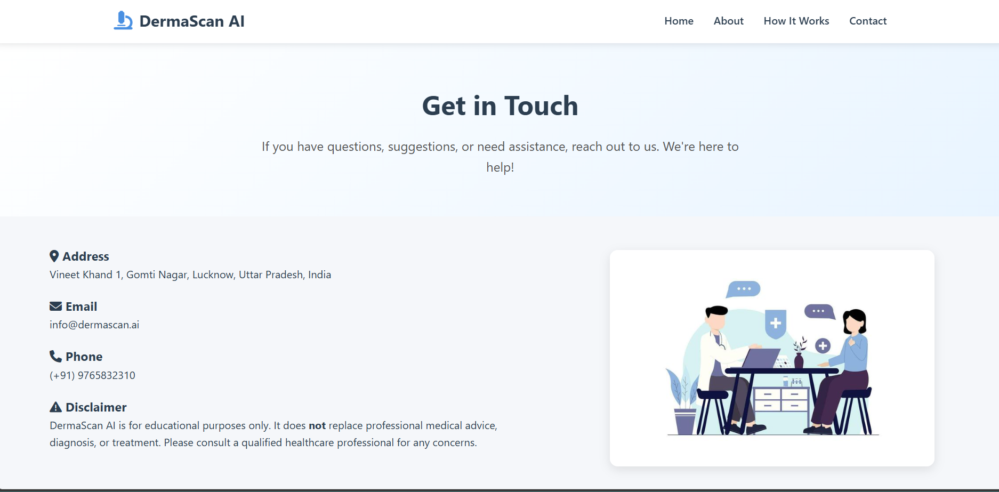 DermaScan AI
Home About How It Works Contact
Get in Touch
If you have questions, suggestions, or need assistance, reach out to us. We're here to
help!
Address
Vineet Khand 1, Gomti Nagar, Lucknow, Uttar Pradesh, India
Email
info@dermascan.ai
Phone
(+91) 9765832310
Disclaimer
DermaScan AI is for educational purposes only. It does not replace professional medical advice,
diagnosis, or treatment. Please consult a qualified healthcare professional for any concerns.